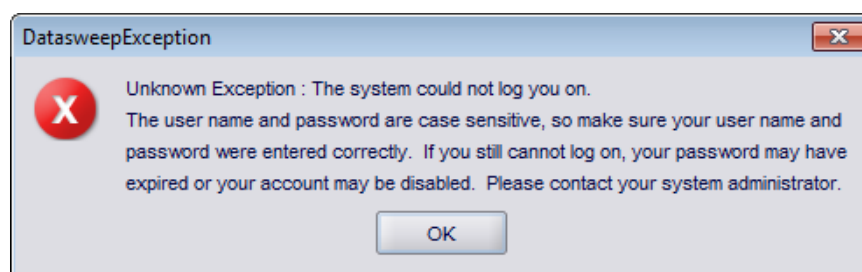 DatasweepException
Unknown Exception : The system could not log you on.
The user name and password are case sensitive, so make sure your user name and
password were entered correctly.  If you still cannot log on, your password may have
expired or your account may be disabled.  Please contact your system administrator.
OK